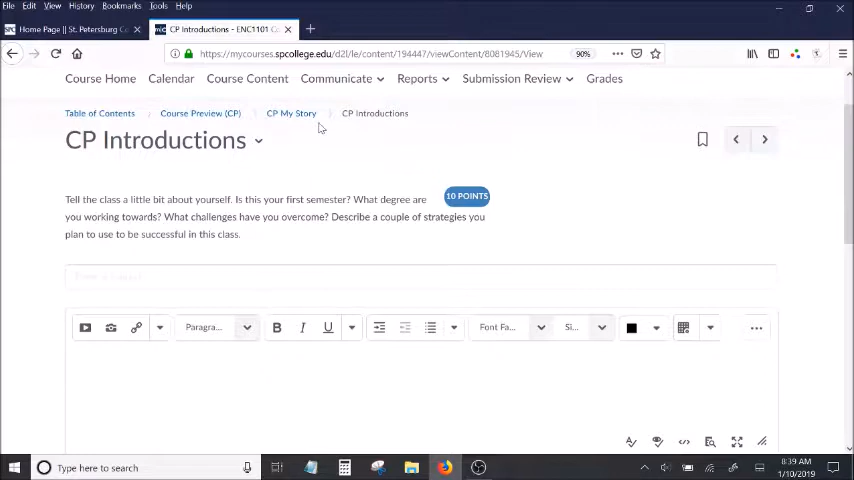 File Edit View History Bookmarks Tools Help
Home Page || St. Petersburg Co
CP Introductions - ENC1101 Co
https://mycourses.spcollege.edu/d2l/le/content/194447/viewContent/8081945/View
90%
Course Home Calendar Course Content Communicate Reports Submission Review Grades
Table of Contents Course Preview (CP) CP My Story CP Introductions
CP Introductions
Tell the class a little bit about yourself. Is this your first semester? What degree are
10 POINTS
you working towards? What challenges have you overcome? Describe a couple of strategies you
plan to use to be successful in this class.
Paragra... B I U Font Fa... Si...
Type here to search
8:39 AM
1/10/2019